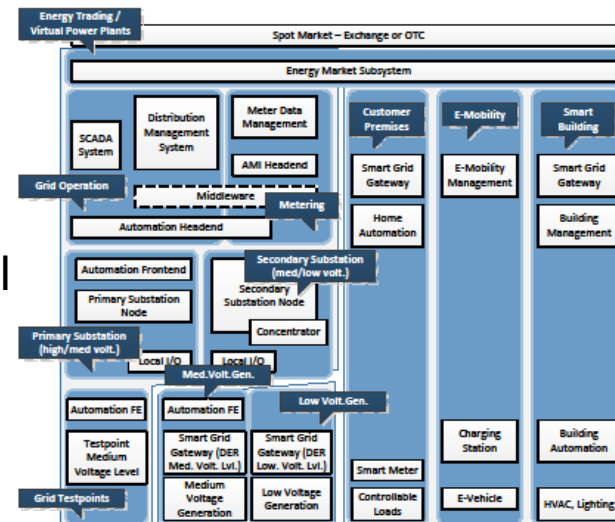 Energy Trading /
Virtual Power Plants
Spot Market – Exchange or OTC
Energy Market Subsystem
SCADA
System
Distribution
Management
System
Meter Data
Management
AMI Headend
Grid Operation
Middleware
Metering
Automation Headend
Customer
Premises
Smart Grid
Gateway
Home
Automation
E-Mobility
E-Mobility
Management
Smart
Building
Smart Grid
Gateway
Building
Management
Automation Frontend
Primary Substation
Node
Primary Substation
(high/med volt.)
Local I/O
Secondary Substation
(med/low volt.)
Secondary
Substation Node
Concentrator
Local I/O
Med.Volt.Gen.
Low Volt.Gen.
Automation FE
Testpoint
Medium
Voltage Level
Grid Testpoints
Automation FE
Smart Grid
Gateway (DER
Med. Volt. Lvl.)
Medium
Voltage
Generation
Smart Grid
Gateway (DER
Low. Volt. Lvl.)
Low Voltage
Generation
Smart Meter
Controllable
Loads
Charging
Station
E-Vehicle
Building
Automation
HVAC, Lighting